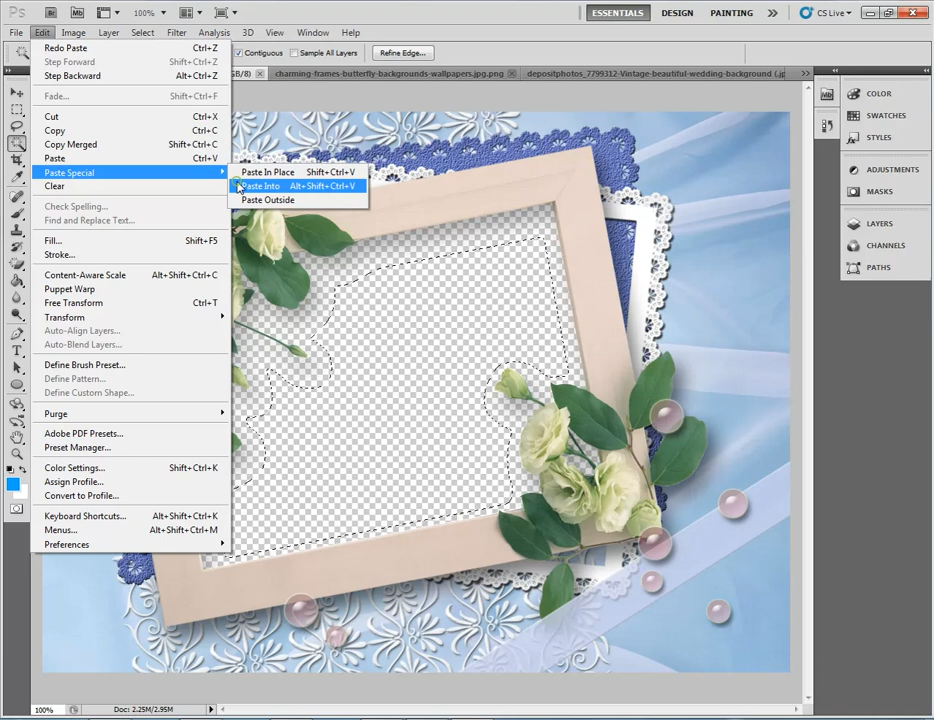 Ps Br Mb 100% ESSENTIALS DESIGN PAINTING CS Live
File Edit Image Layer Select Filter Analysis 3D View Window Help
Contiguous Sample All Layers Refine Edge...
GB/8) charming-frames-butterfly-backgrounds-wallpapers.jpg.png depositphotos_7799312-Vintage-beautiful-wedding-background (.jp
Redo Paste Ctrl+Z
Step Forward Shift+Ctrl+Z
Step Backward Alt+Ctrl+Z
Fade... Shift+Ctrl+F
Cut Ctrl+X
Copy Ctrl+C
Copy Merged Shift+Ctrl+C
Paste Ctrl+V
Paste Special
Clear
Check Spelling...
Find and Replace Text...
Fill... Shift+F5
Stroke...
Content-Aware Scale Alt+Shift+Ctrl+C
Puppet Warp
Free Transform Ctrl+T
Transform
Auto-Align Layers...
Auto-Blend Layers...
Define Brush Preset...
Define Pattern...
Define Custom Shape...
Purge
Adobe PDF Presets...
Preset Manager...
Color Settings... Shift+Ctrl+K
Assign Profile...
Convert to Profile...
Keyboard Shortcuts... Alt+Shift+Ctrl+K
Menus... Alt+Shift+Ctrl+M
Preferences
Paste In Place Shift+Ctrl+V
Paste Into Alt+Shift+Ctrl+V
Paste Outside
Mb
COLOR
SWATCHES
STYLES
ADJUSTMENTS
MASKS
LAYERS
CHANNELS
PATHS
100% Doc: 2.25M/2.95M